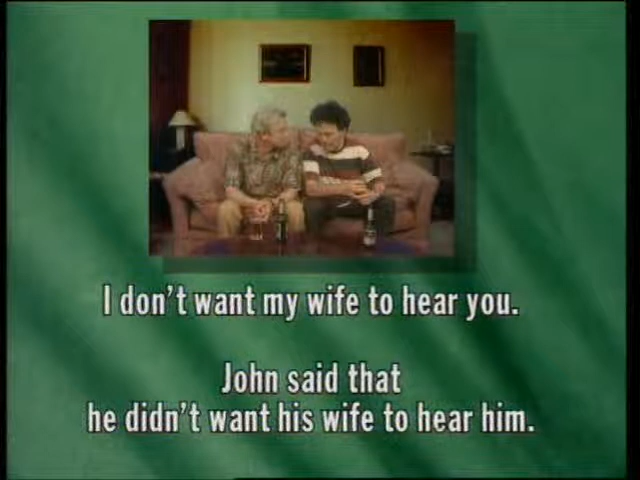 I don't want my wife to hear you.
John said that
he didn't want his wife to hear him.